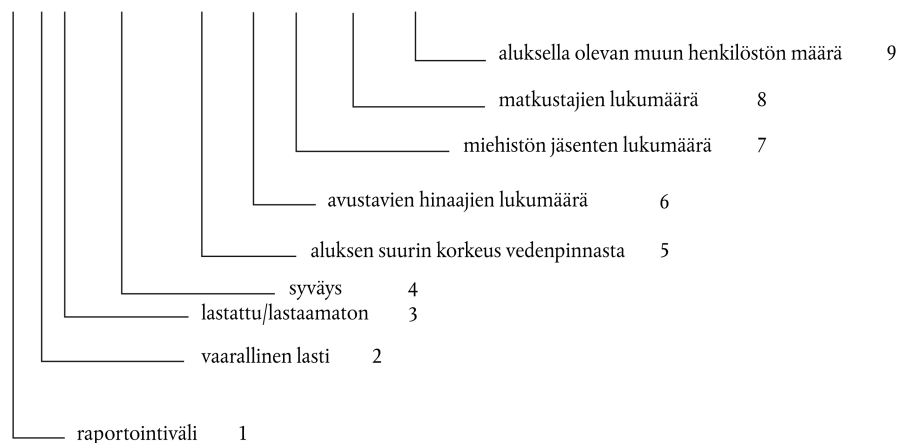 aluksella olevan muun henkilöstön määrä 9
matkustajien lukumäärä 8
miehistön jäsenten lukumäärä 7
avustavien hinaajien lukumäärä 6
aluksen suurin korkeus vedenpinnasta 5
syväys 4
lastattu/lastaamaton 3
vaarallinen lasti 2
raportointiväli 1